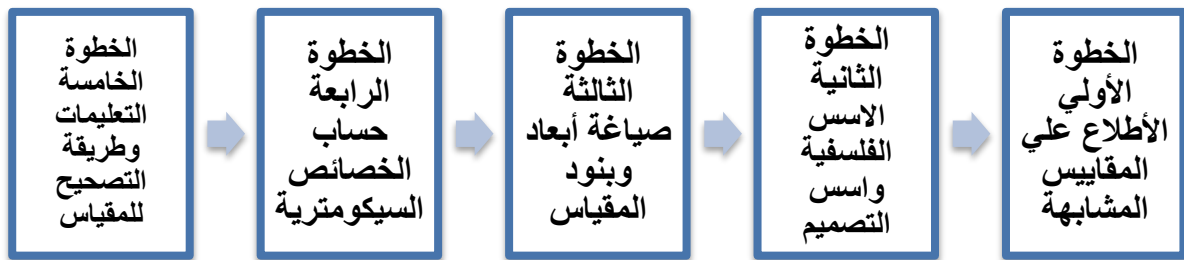 الخطوة
الأولي
الأطلاع علي
المقاييس
المشابهة
الخطوة
الثانية
الاسس
الفلسفية
واسس
التصميم
الخطوة
الثالثة
صياغة أبعاد
وبنود
المقياس
الخطوة
الرابعة
حساب
الخصائص
السيكومترية
الخطوة
الخامسة
التعليمات
وطريقة
التصحيح
للمقياس